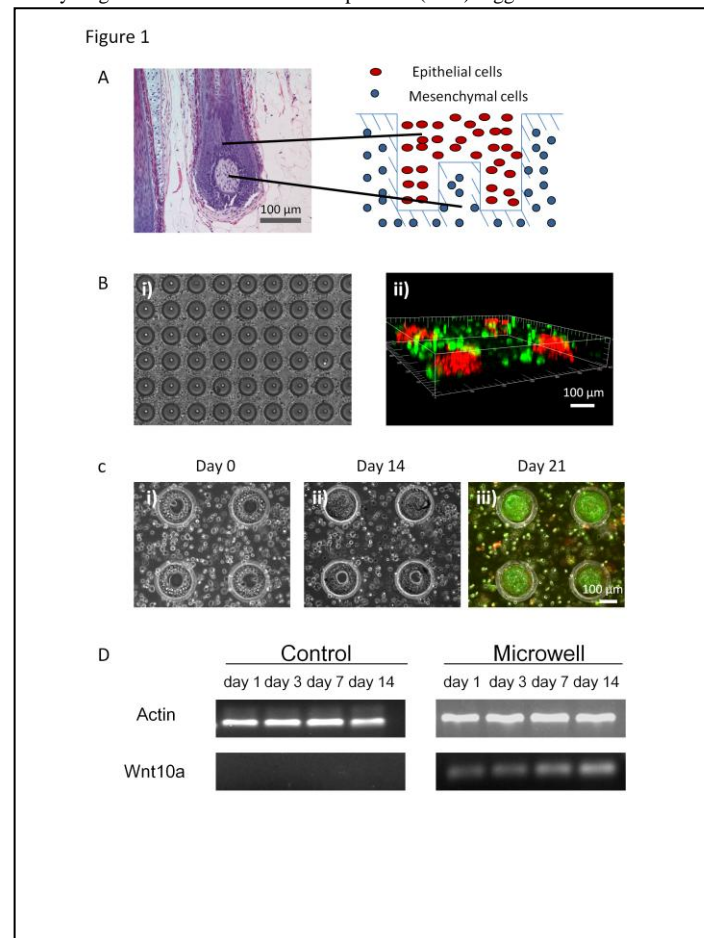 Figure 1
A
Epithelial cells
Mesenchymal cells
100 µm
B
i)
ii)
100 µm
c
Day 0
Day 14
Day 21
i)
ii)
iii)
100 µm
D
Control
Microwell
day 1 day 3 day 7 day 14
day 1 day 3 day 7 day 14
Actin
Wnt10a